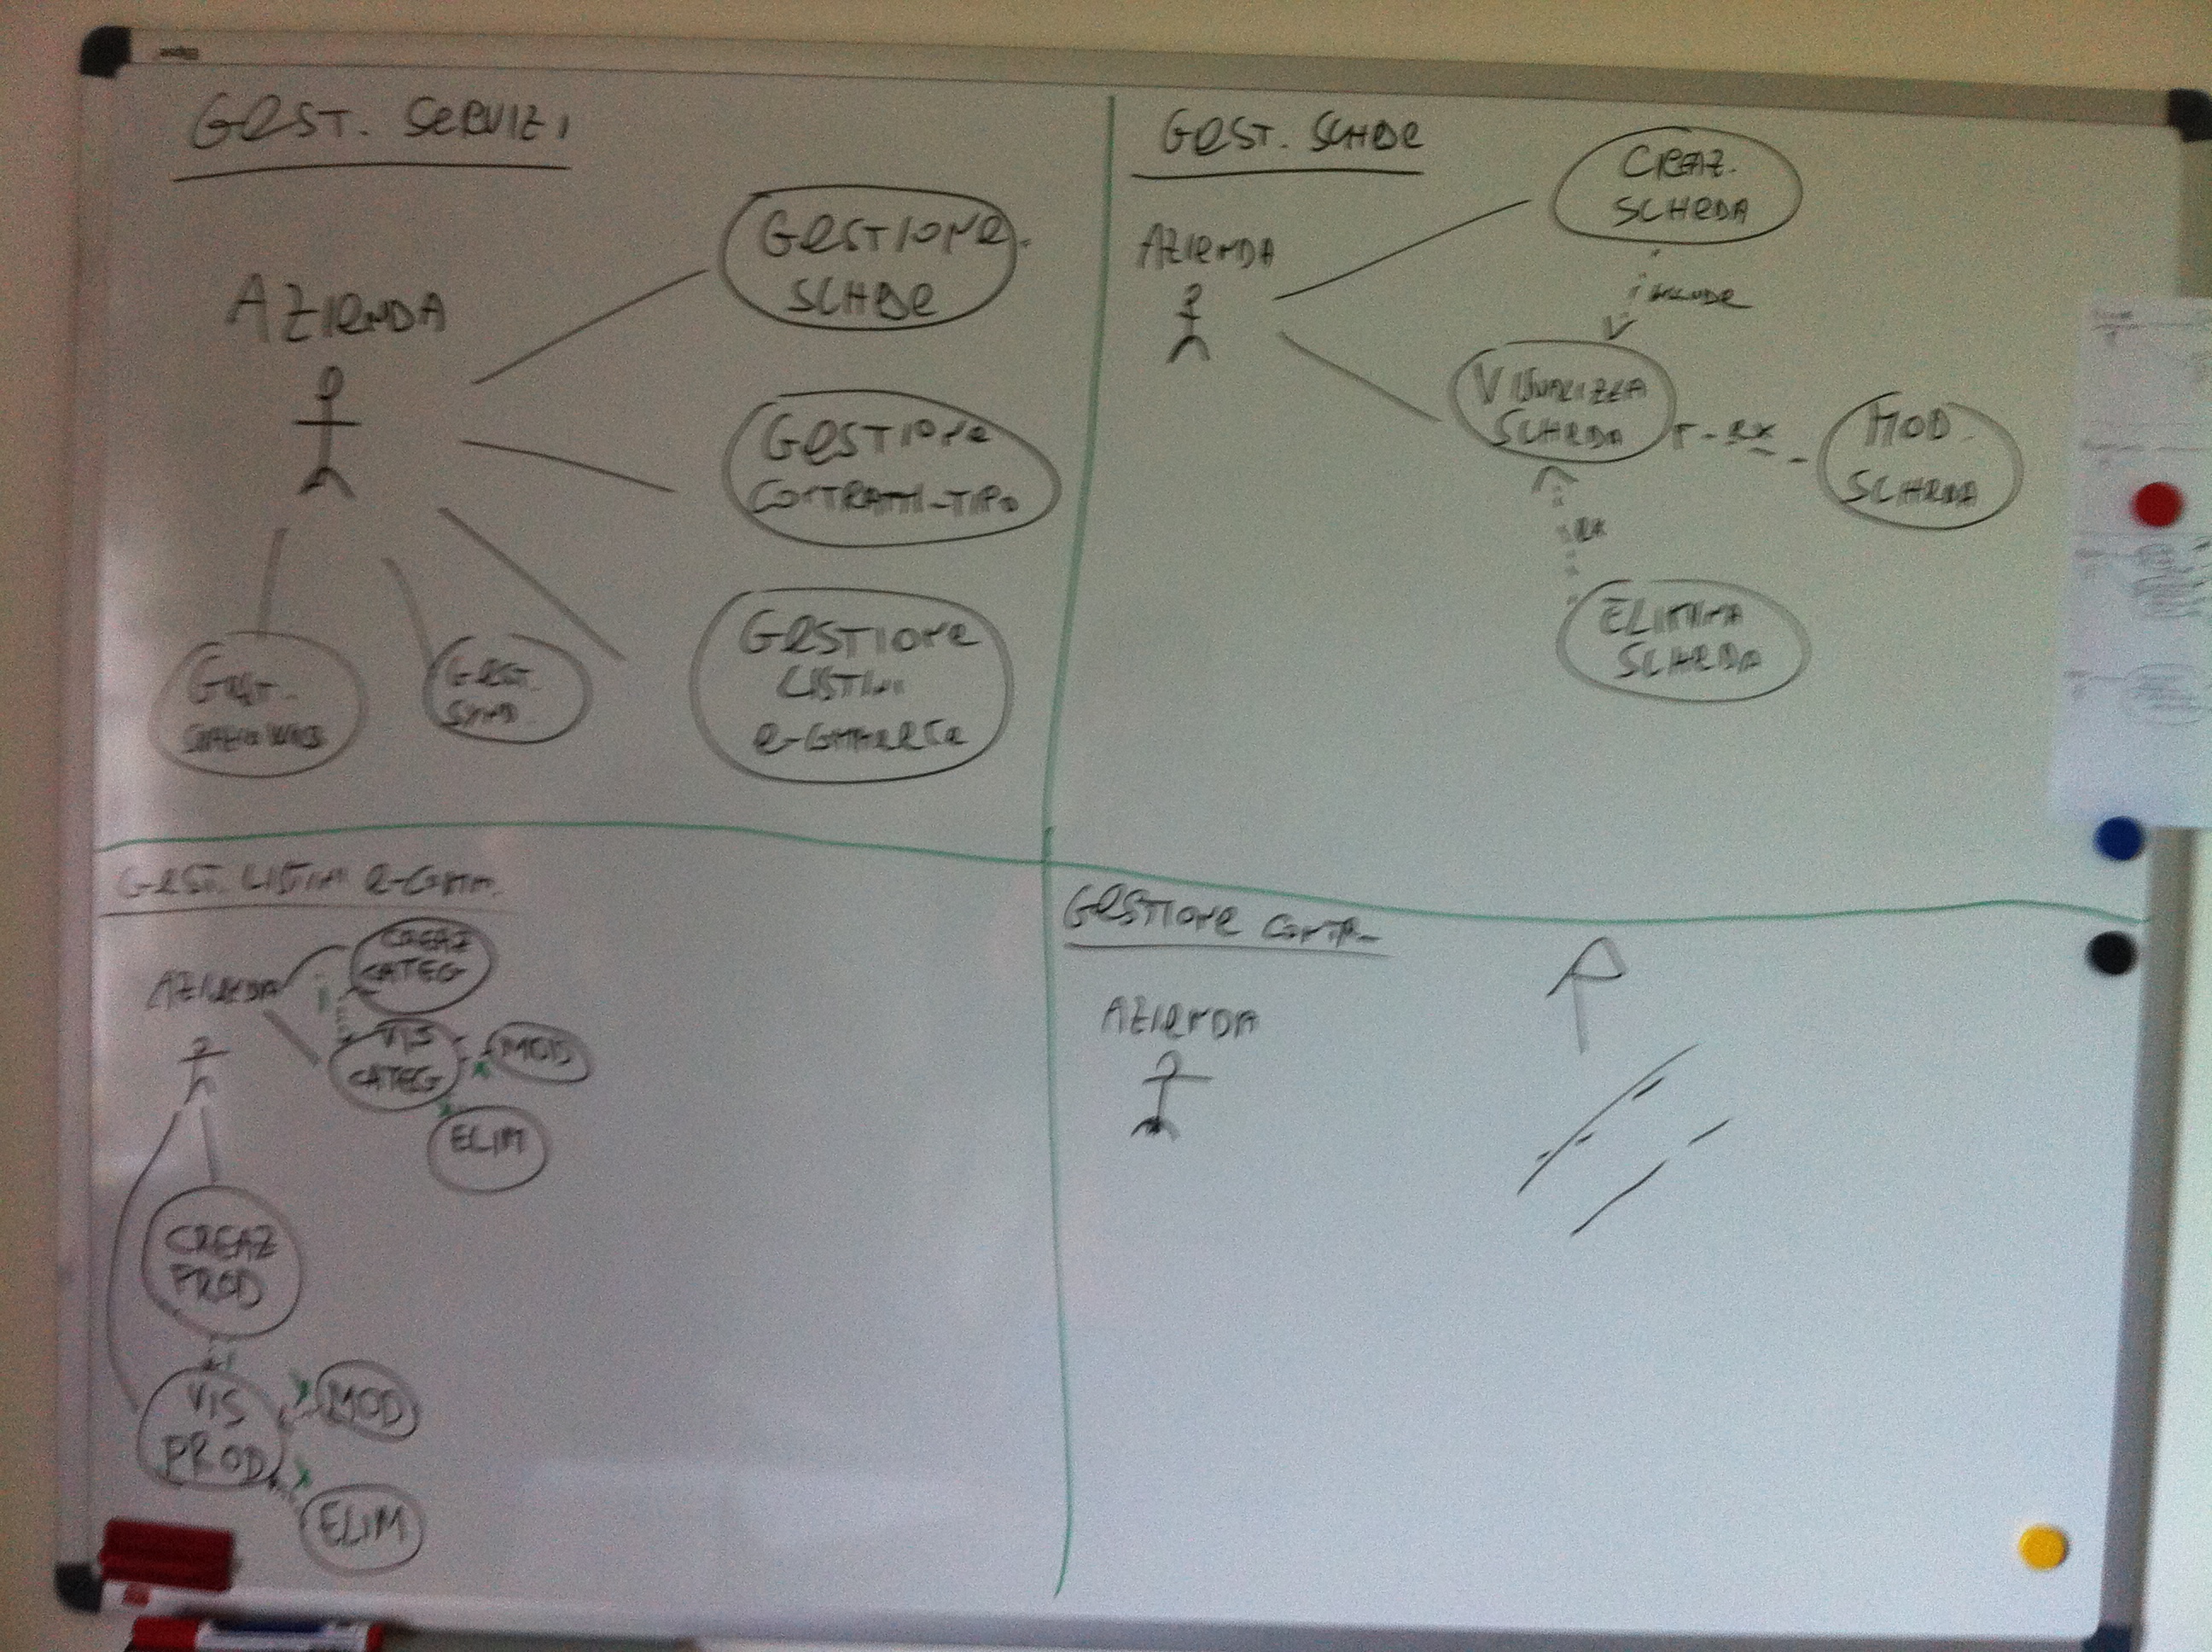 GEST. SERVIZI
AZIENDA
GESTIONE
SCHEDE
GESTIONE
CONTRATTI-TIPO
GESTIONE
LISTINI
E-COMMERCE
GEST.
GEST.
GEST. SCHEDE
AZIENDA
CREAZ.
SCHEDA
INCLUDE
VISUALIZZA
SCHEDA
EX
MOD.
SCHEDA
EX
ELIMINA
SCHEDA
GEST. LISTINI E-COMM.
AZIENDA
CREAZ
CATEG
VIS
CATEG
MOD
ELIM
CREAZ
PROD
VIS
PROD
MOD
ELIM
GESTIONE CONTR.
AZIENDA